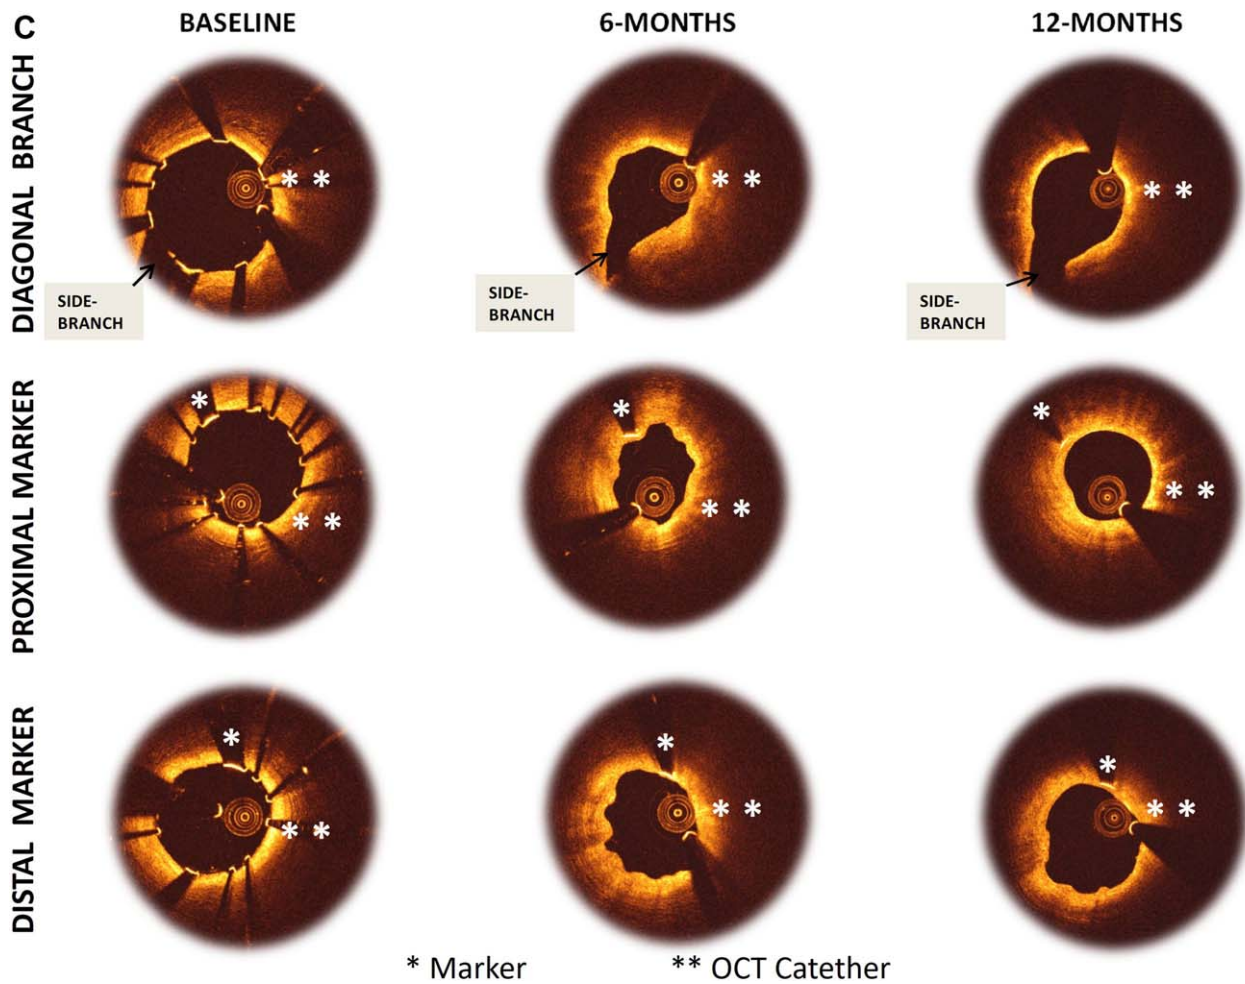 C
BASELINE
6-MONTHS
12-MONTHS
DIAGONAL BRANCH
* *
* *
* *
SIDE-
BRANCH
SIDE-
BRANCH
SIDE-
BRANCH
PROXIMAL MARKER
*
* *
*
* *
*
* *
DISTAL MARKER
*
* *
*
* *
*
* *
* Marker
** OCT Catether